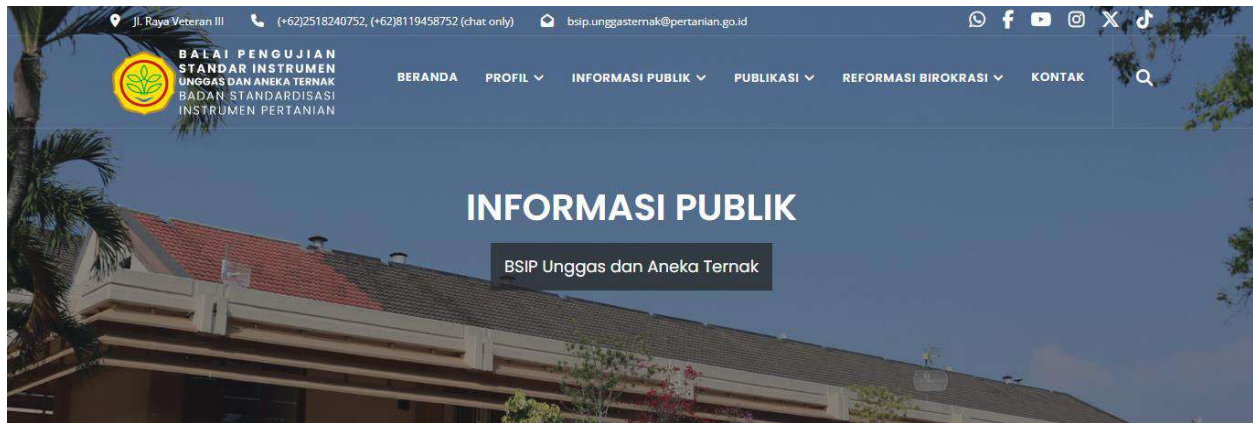 Jl. Raya Veteran III (+62)2518240752, (+62)8119458752 (chat only) bsip.unggasternak@pertanian.go.id
BALAI PENGUJIAN
STANDAR INSTRUMEN
UNGGAS DAN ANEKA TERNAK
BADAN STANDARDISASI
INSTRUMEN PERTANIAN
BERANDA PROFIL INFORMASI PUBLIK PUBLIKASI REFORMASI BIROKRASI KONTAK
INFORMASI PUBLIK
BSIP Unggas dan Aneka Ternak